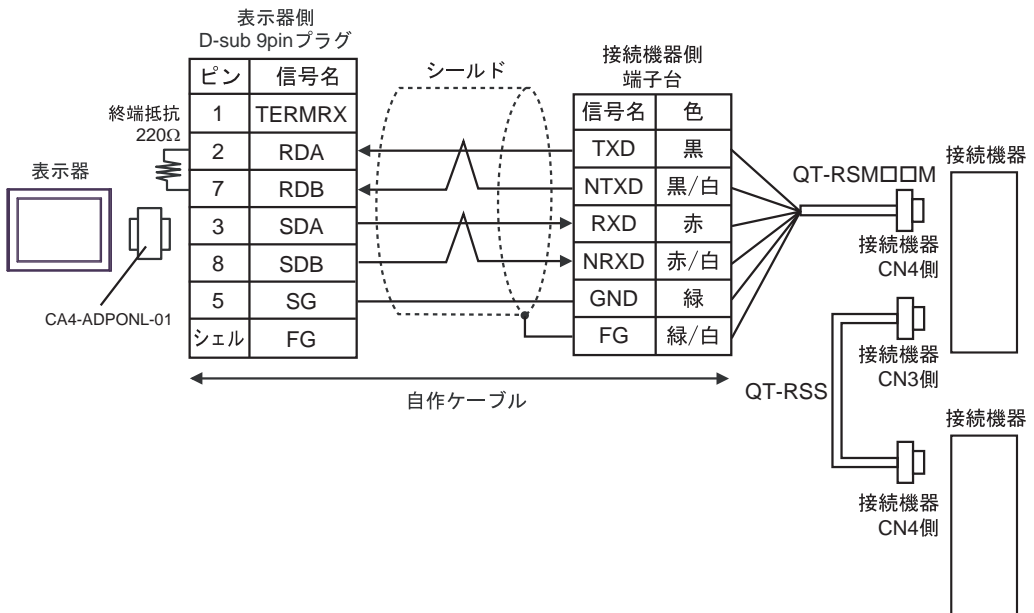 表示器側
D-sub 9pinプラグ
ピン 信号名
1 TERMRX
2 RDA
7 RDB
3 SDA
8 SDB
5 SG
シェル FG
終端抵抗
220Ω
表示器
CA4-ADPONL-01
シールド
接続機器側
端子台
信号名 色
TXD 黒
NTXD 黒/白
RXD 赤
NRXD 赤/白
GND 緑
FG 緑/白
自作ケーブル
QT-RSM□□M
接続機器
接続機器
CN4側
接続機器
CN3側
QT-RSS
接続機器
接続機器
CN4側